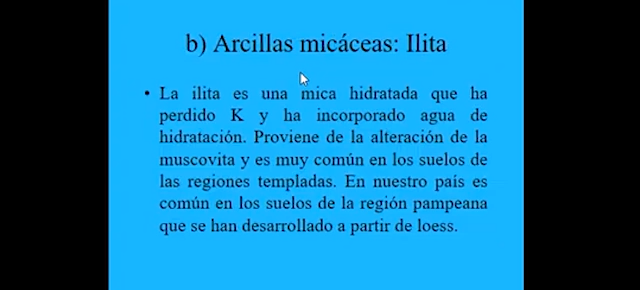 b) Arcillas micáceas: Ilita
• La ilita es una mica hidratada que ha
perdido K y ha incorporado agua de
hidratación. Proviene de la alteración de la
muscovita y es muy común en los suelos de
las regiones templadas. En nuestro país es
común en los suelos de la región pampeana
que se han desarrollado a partir de loess.